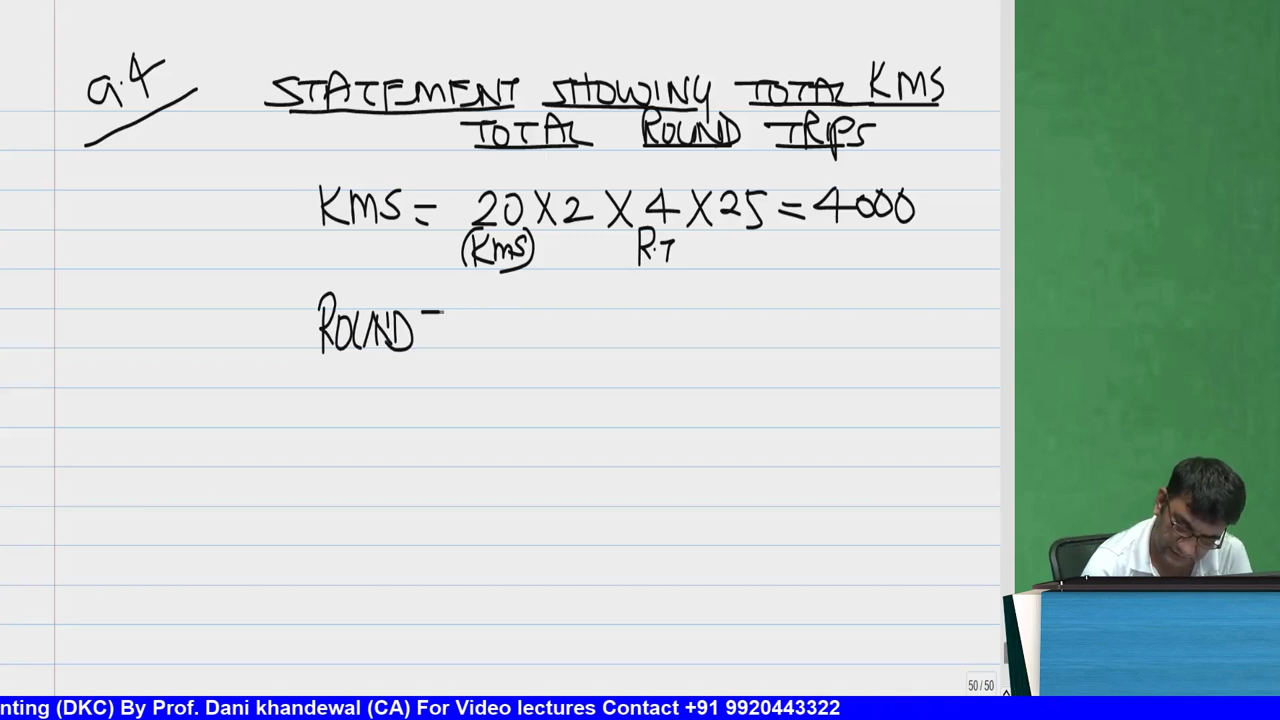 Q.4
STATEMENT SHOWING TOTAL KMS
TOTAL ROUND TRIPS
KMS = 20 X 2 X 4 X 25 = 4000
(KMS) R.T
ROUND
50 / 50
nting (DKC) By Prof. Dani khandewal (CA) For Video lectures Contact +91 9920443322